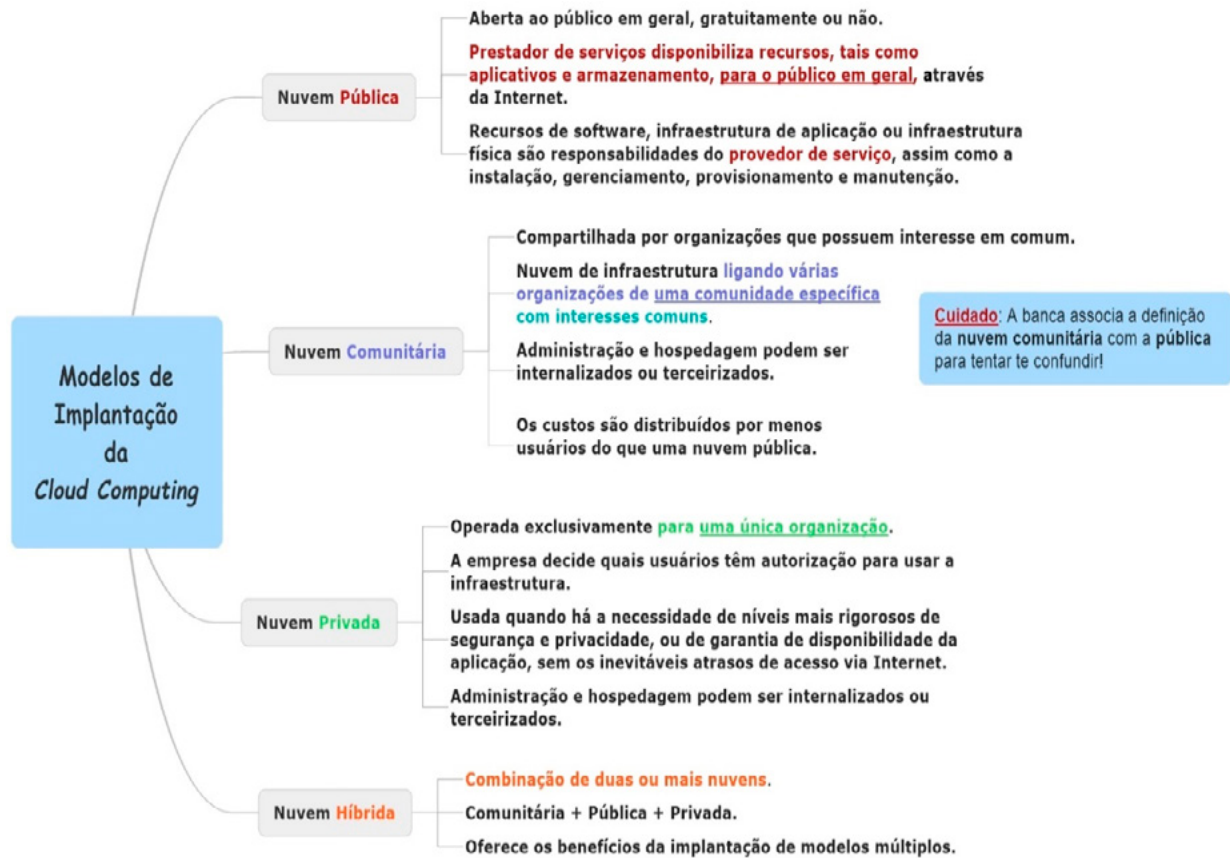 Modelos de
Implantação
da
Cloud Computing
Nuvem Pública
Aberta ao público em geral, gratuitamente ou não.
Prestador de serviços disponibiliza recursos, tais como
aplicativos e armazenamento, para o público em geral, através
da Internet.
Recursos de software, infraestrutura de aplicação ou infraestrutura
física são responsabilidades do provedor de serviço, assim como a
instalação, gerenciamento, provisionamento e manutenção.
Nuvem Comunitária
Compartilhada por organizações que possuem interesse em comum.
Nuvem de infraestrutura ligando várias
organizações de uma comunidade específica
com interesses comuns.
Administração e hospedagem podem ser
internalizados ou terceirizados.
Os custos são distribuídos por menos
usuários do que uma nuvem pública.
Cuidado: A banca associa a definição
da nuvem comunitária com a pública
para tentar te confundir!
Nuvem Privada
Operada exclusivamente para uma única organização.
A empresa decide quais usuários têm autorização para usar a
infraestrutura.
Usada quando há a necessidade de níveis mais rigorosos de
segurança e privacidade, ou de garantia de disponibilidade da
aplicação, sem os inevitáveis atrasos de acesso via Internet.
Administração e hospedagem podem ser internalizados ou
terceirizados.
Nuvem Híbrida
Combinação de duas ou mais nuvens.
Comunitária + Pública + Privada.
Oferece os benefícios da implantação de modelos múltiplos.